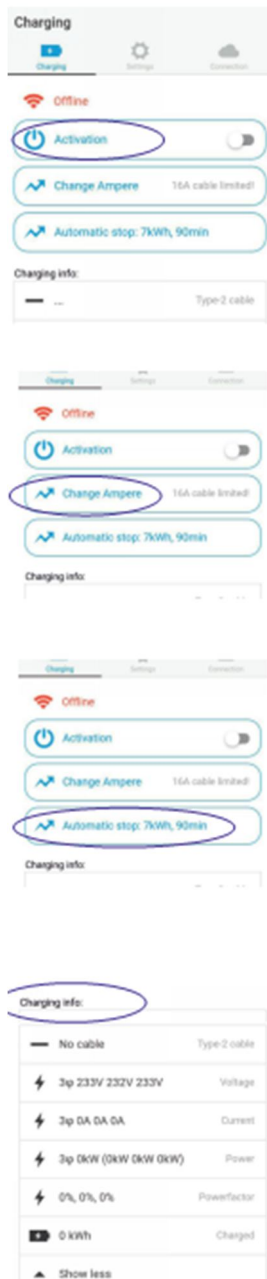 Charging
Charging Settings Connection
Offline
Activation
Change Ampere 16A cable limited!
Automatic stop: 7kWh, 90min
Charging info:
... Type-2 cable
Charging Settings Connection
Offline
Activation
Change Ampere 16A cable limited!
Automatic stop: 7kWh, 90min
Charging info:
Charging Settings Connection
Offline
Activation
Change Ampere 16A cable limited!
Automatic stop: 7kWh, 90min
Charging info:
Charging info:
No cable Type-2 cable
3φ 233V 232V 233V Voltage
3φ 0A 0A 0A Current
3φ 0kW (0kW 0kW 0kW) Power
0%, 0%, 0% Powerfactor
0 kWh Charged
Show less